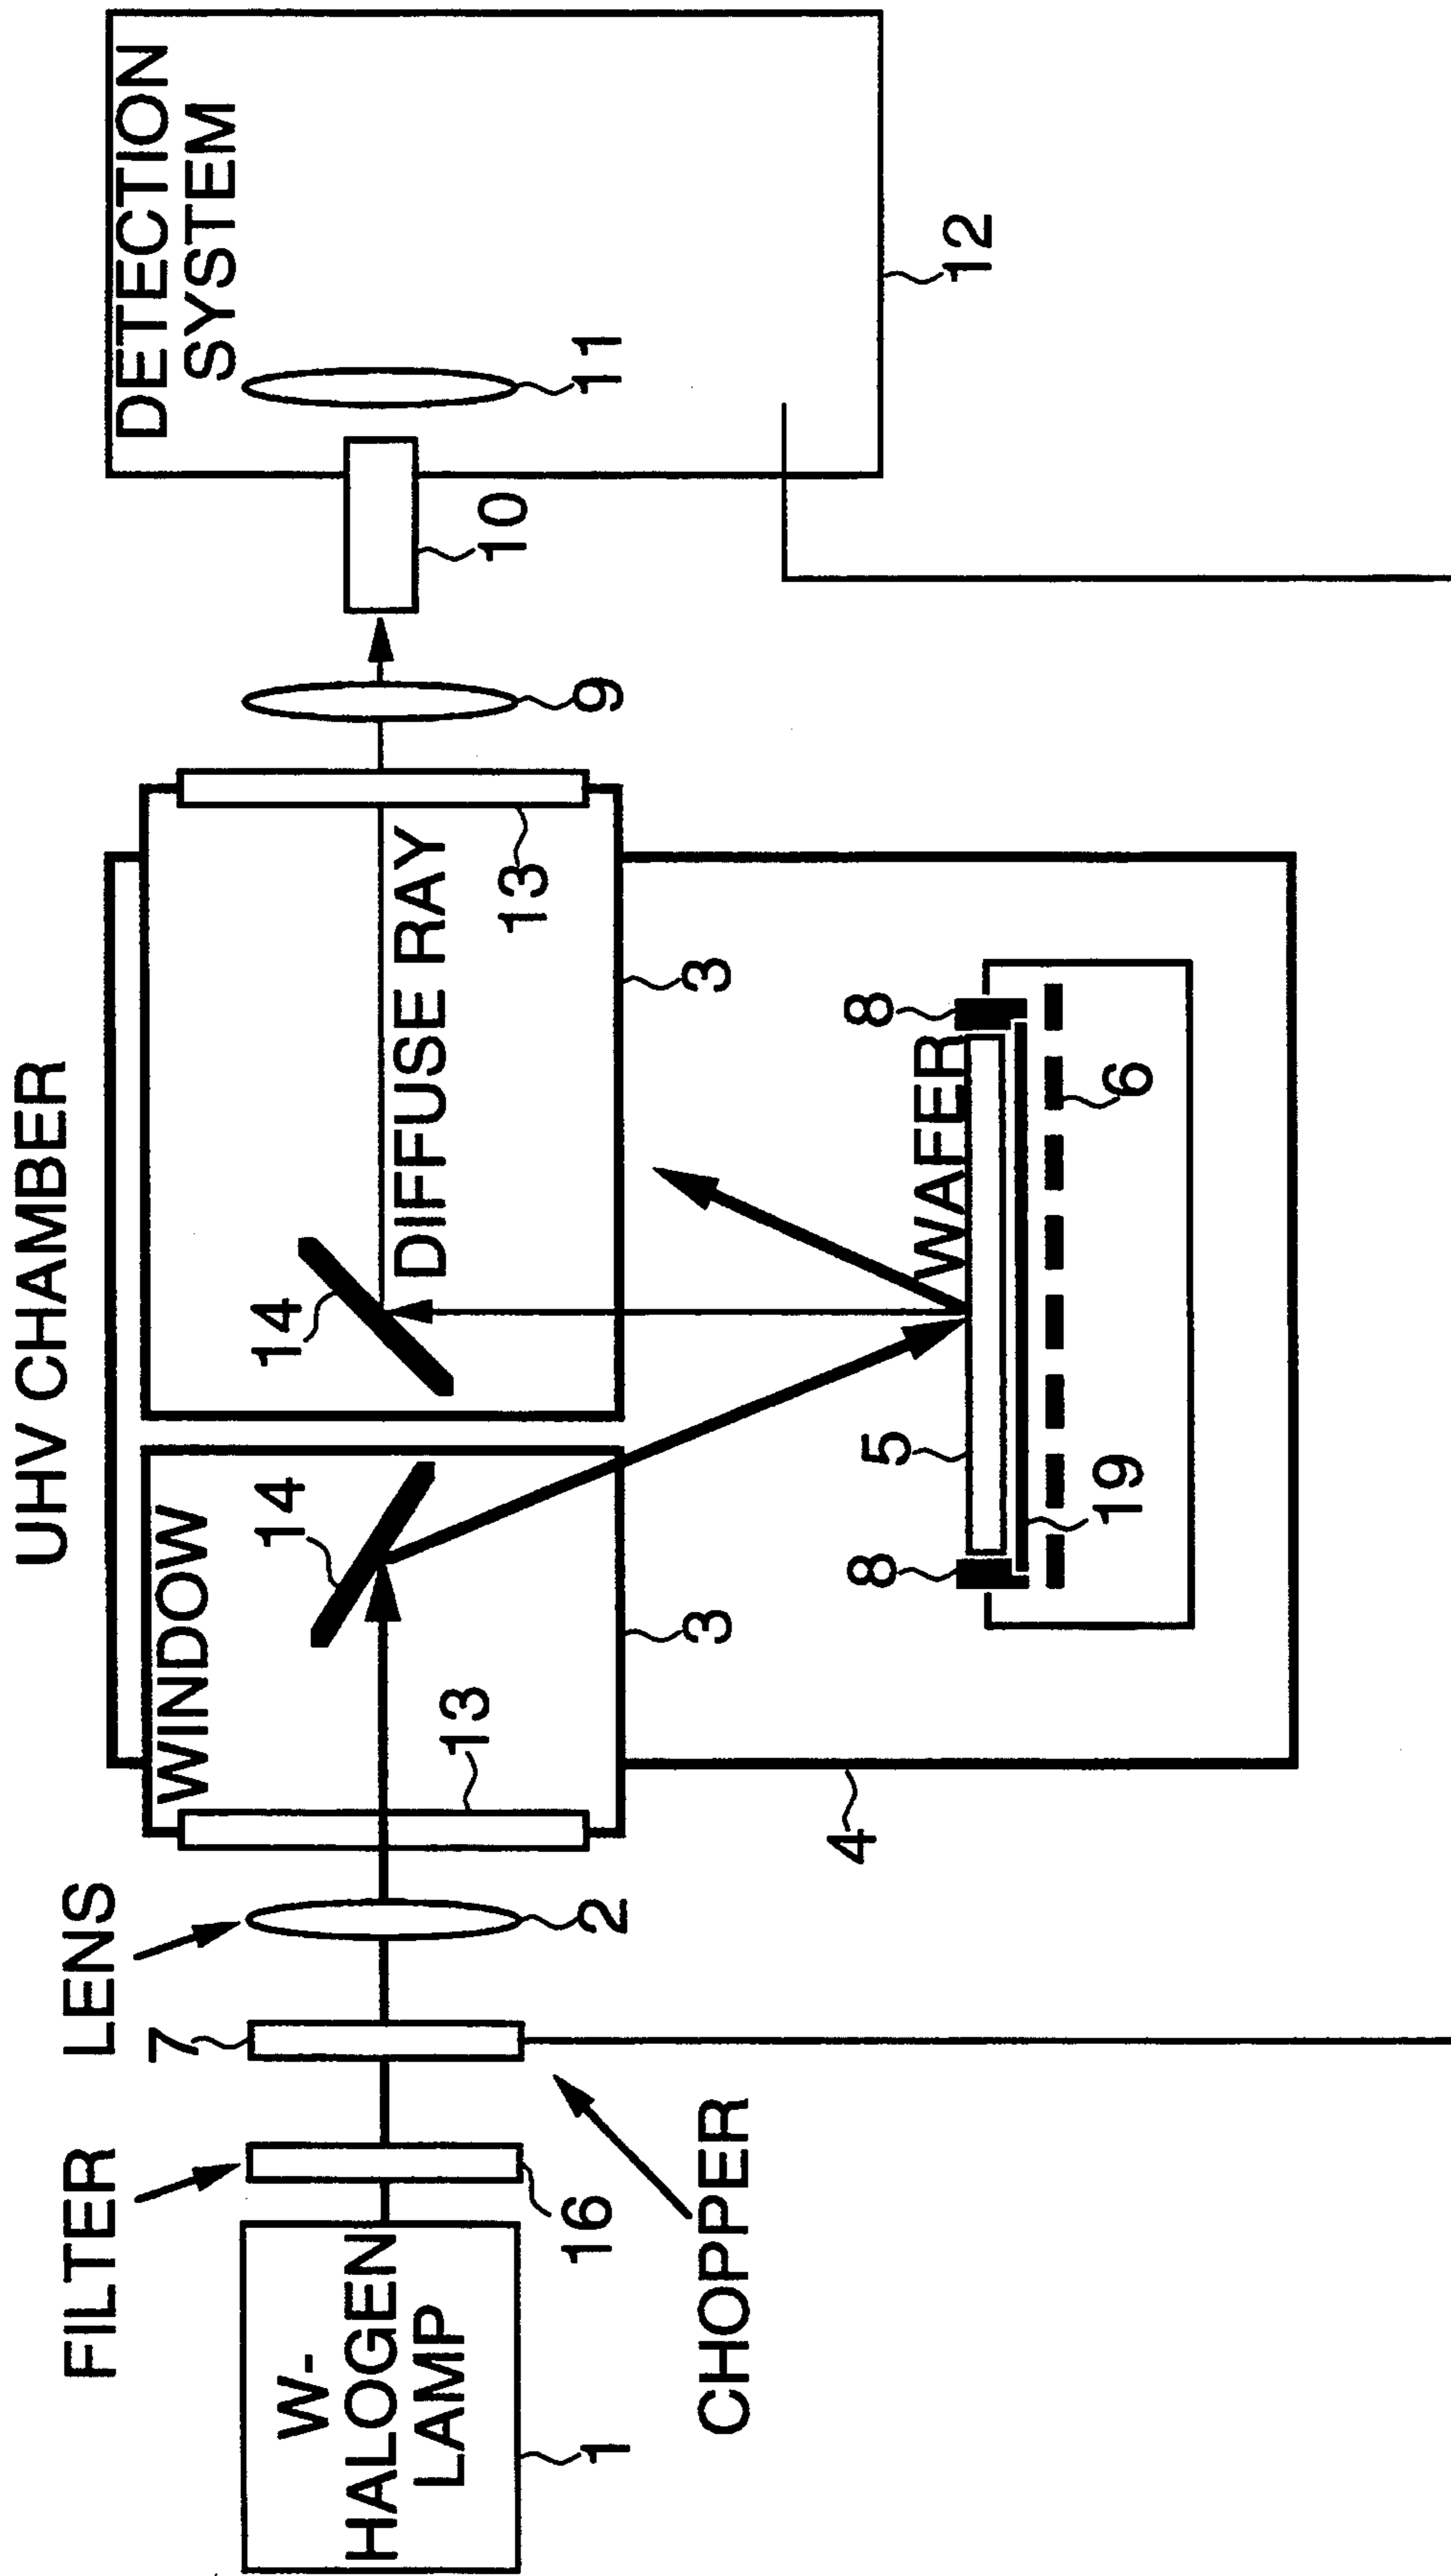 UHV CHAMBER
FILTER
LENS
7
WINDOW
14
14
DETECTION
SYSTEM
W-
HALOGEN
LAMP
1
16
2
13
DIFFUSE RAY
13
9
10
11
12
CHOPPER
3
3
4
8
5
WAFER
8
19
6